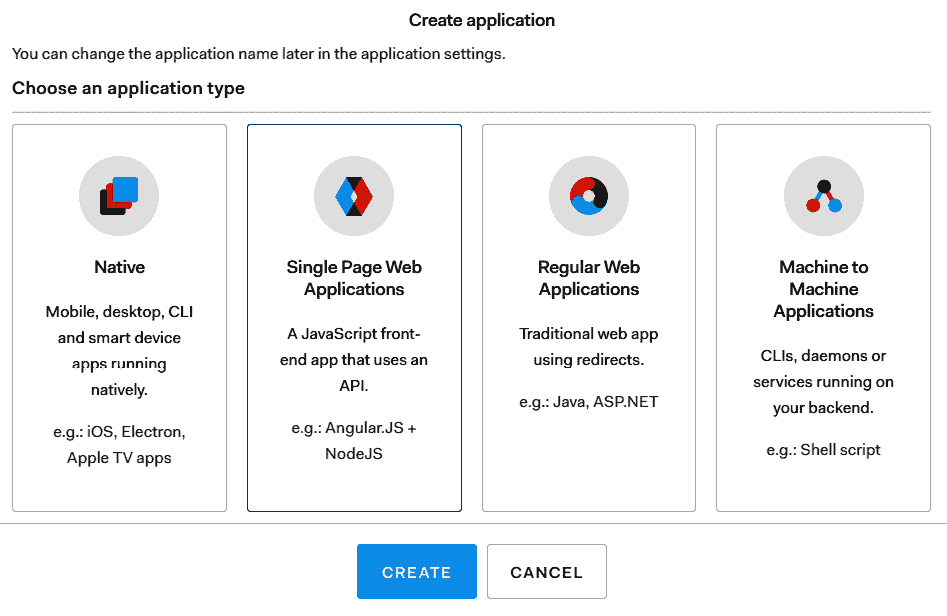 Create application
You can change the application name later in the application settings.
Choose an application type
Native
Mobile, desktop, CLI
and smart device
apps running
natively.
e.g.: iOS, Electron,
Apple TV apps
Single Page Web
Applications
A JavaScript front-
end app that uses an
API.
e.g.: Angular.JS +
NodeJS
Regular Web
Applications
Traditional web app
using redirects.
e.g.: Java, ASP.NET
Machine to
Machine
Applications
CLIs, daemons or
services running on
your backend.
e.g.: Shell script
CREATE
CANCEL